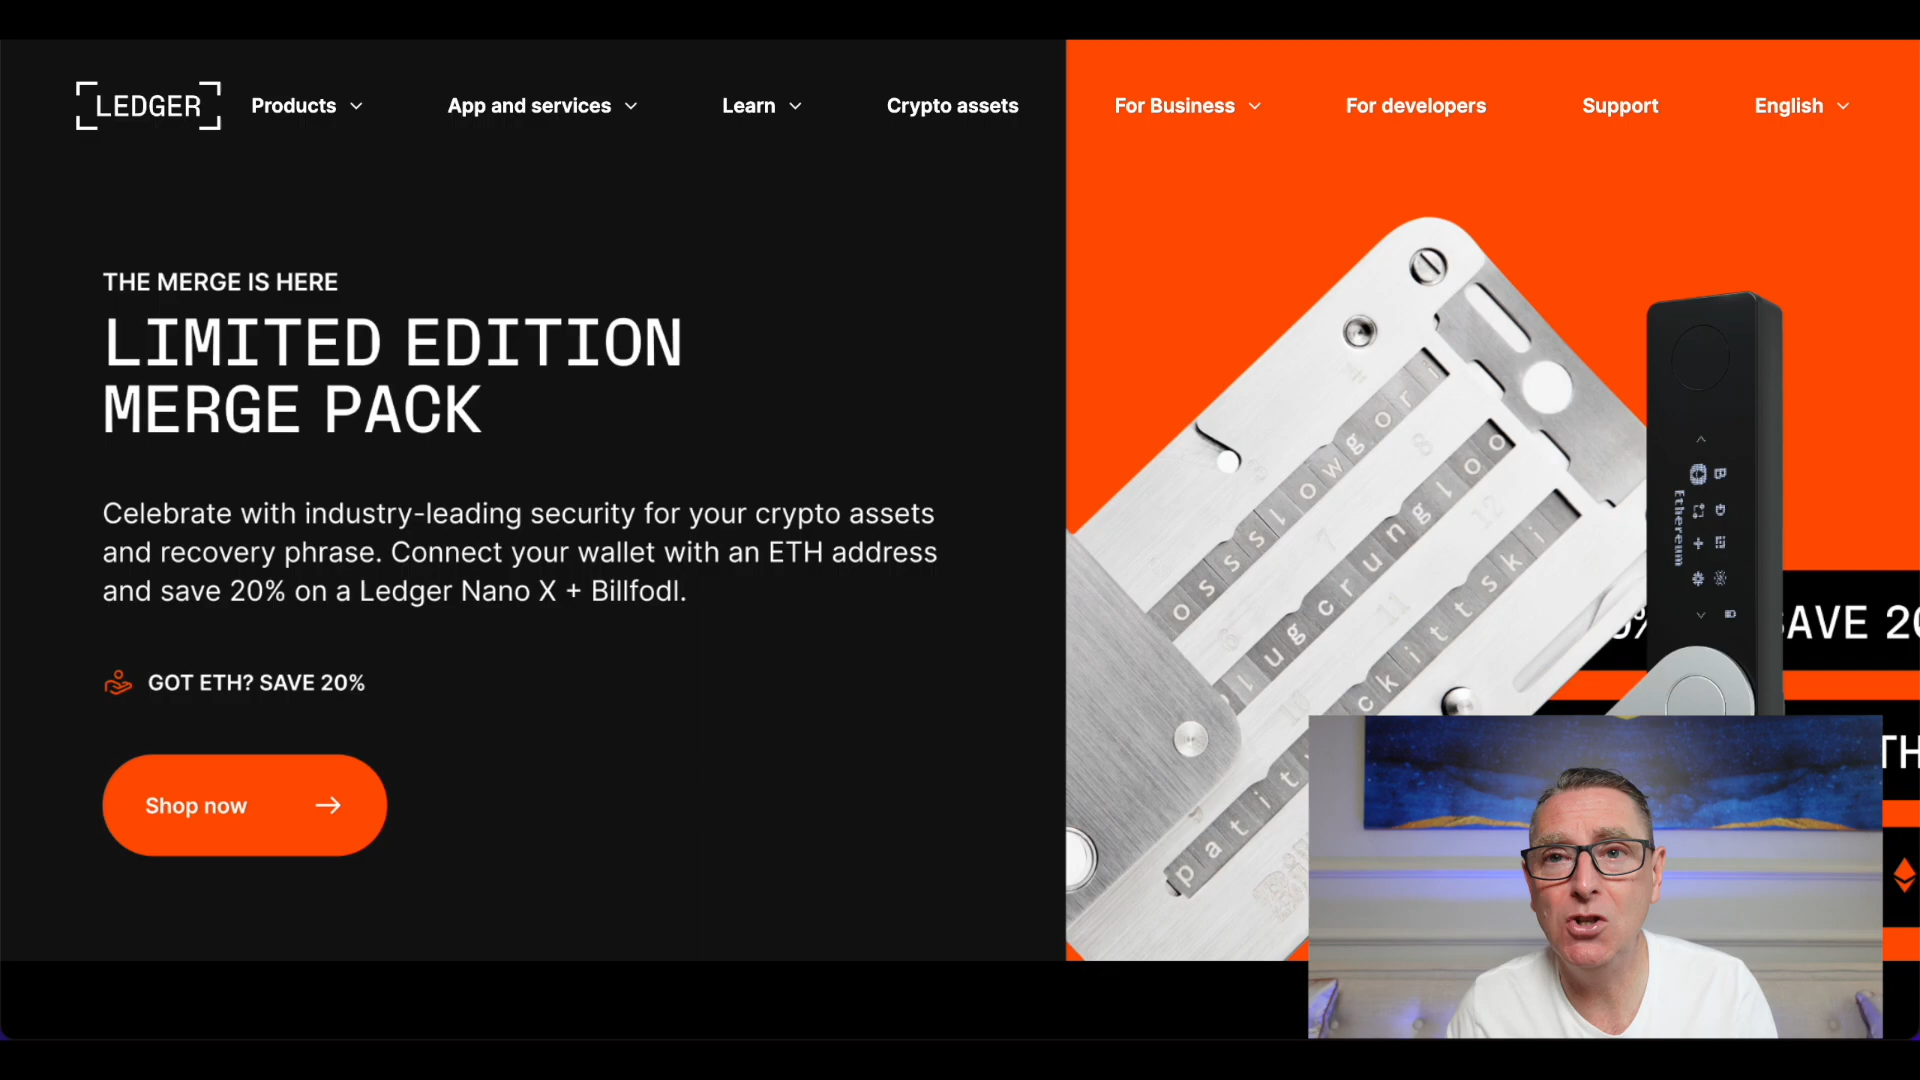 LEDGER
Products
App and services
Learn
Crypto assets
For Business
For developers
Support
English
THE MERGE IS HERE
LIMITED EDITION
MERGE PACK
Celebrate with industry-leading security for your crypto assets
and recovery phrase. Connect your wallet with an ETH address
and save 20% on a Ledger Nano X + Billfodl.
GOT ETH? SAVE 20%
Shop now
Ethereum